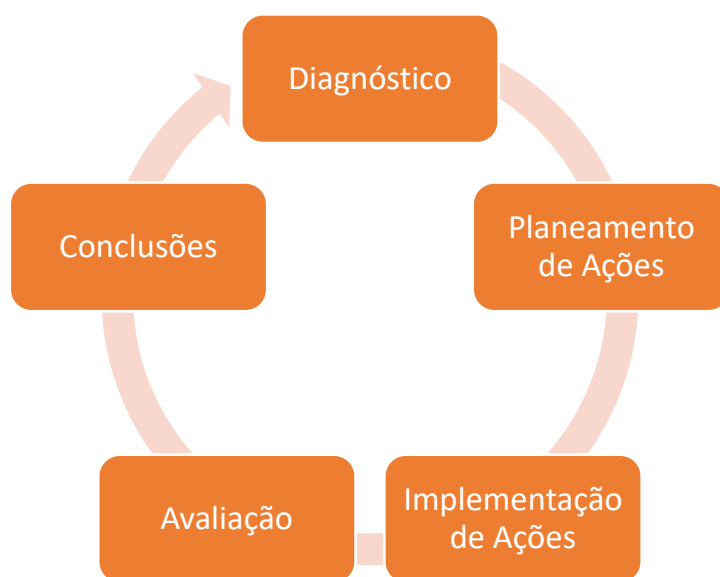 Diagnóstico
Planeamento
de Ações
Implementação
de Ações
Avaliação
Conclusões